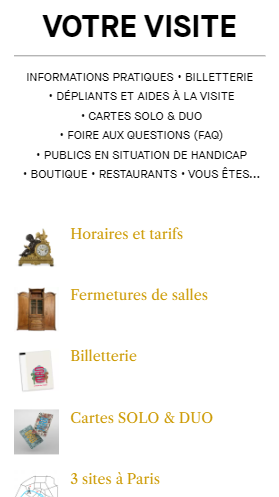 VOTRE VISITE
INFORMATIONS PRATIQUES • BILLETTERIE
• DÉPLIANTS ET AIDES À LA VISITE
• CARTES SOLO & DUO
• FOIRE AUX QUESTIONS (FAQ)
• PUBLICS EN SITUATION DE HANDICAP
• BOUTIQUE • RESTAURANTS • VOUS ÊTES...
Horaires et tarifs
Fermetures de salles
Billetterie
Cartes SOLO & DUO
3 sites à Paris